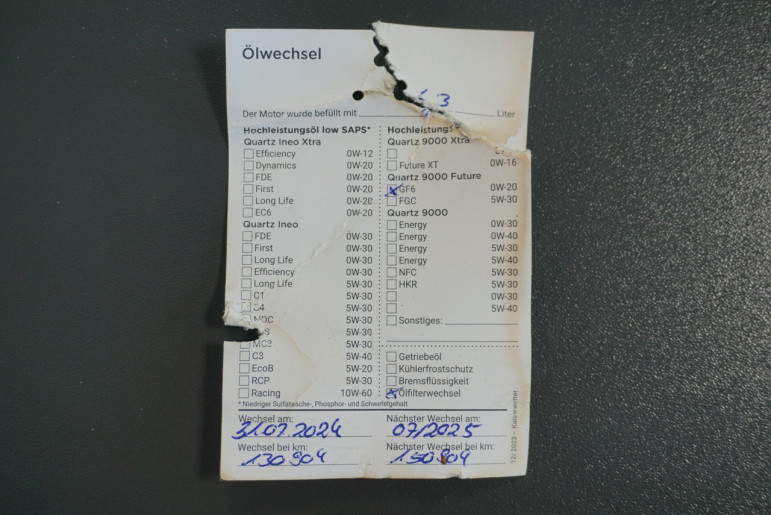 Ölwechsel
3
Der Motor wurde befüllt mit Liter
Hochleistungsöl low SAPS*
Quartz Ineo Xtra
Efficiency 0W-12
Dynamics 0W-20
FDE 0W-20
First 0W-20
Long Life 0W-20
EC6 0W-20
Quartz Ineo
FDE 0W-30
First 0W-30
Long Life 0W-30
Efficiency 0W-30
Long Life 5W-30
C1 5W-30
5W-30
5W-30
5W-30
MC3 5W-30
C3 5W-40
EcoB 5W-20
RCP 5W-30
Racing 10W-60
* Niedriger Sulfatasche-, Phosphor- und Schwefelgehalt
Quartz 9000 Xtra
Future XT 0W-16
Quartz 9000 Future
x GF6 0W-20
FGC 5W-30
Quartz 9000
Energy 0W-30
Energy 0W-40
Energy 5W-30
Energy 5W-40
NFC 5W-30
HKR 5W-30
0W-30
5W-40
Sonstiges:
Getriebeöl
Kühlerfrostschutz
Bremsflüssigkeit
x Ölfilterwechsel
Wechsel am:
31.07.2024
Nächster Wechsel am:
07/2025
Wechsel bei km:
130904
Nächster Wechsel bei km:
150904